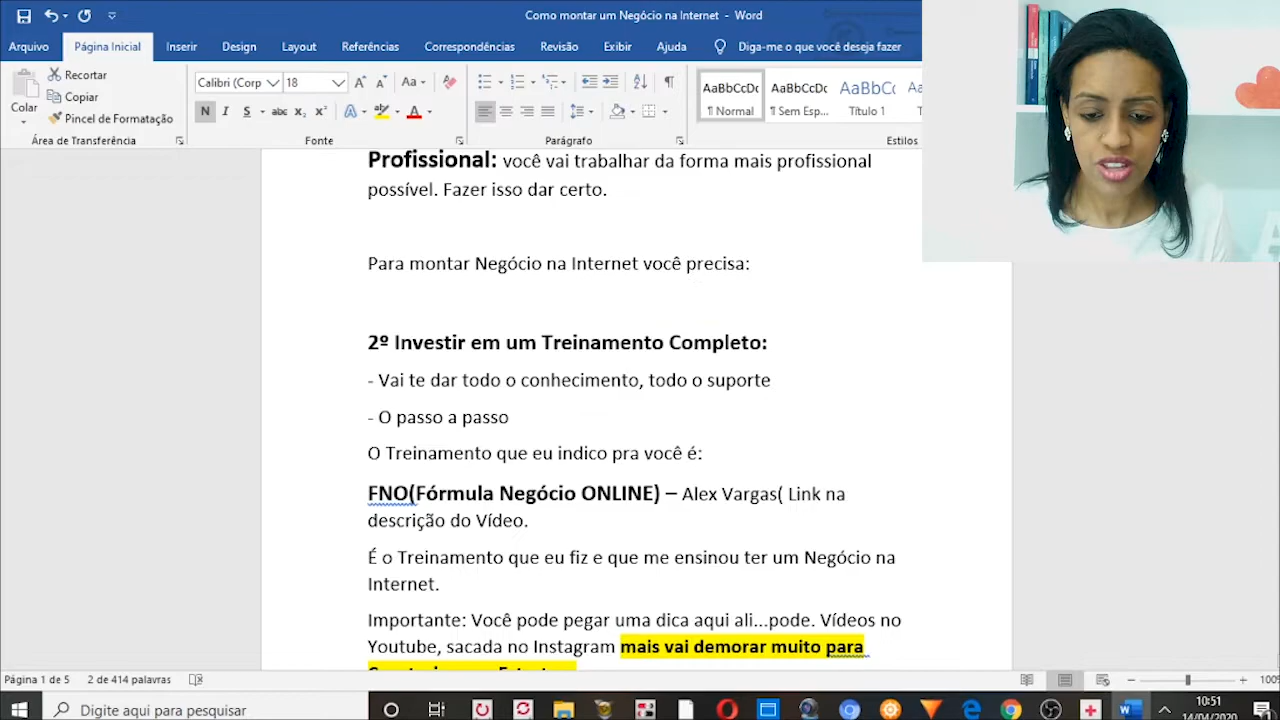 Como montar um Negócio na Internet - Word
Arquivo Página Inicial Inserir Design Layout Referências Correspondências Revisão Exibir Ajuda Diga-me o que você deseja fazer
Colar
Recortar
Copiar
Pincel de Formatação
Calibri (Corp 18
AaBbCcDc AaBbCcDc AaBbC
¶ Normal ¶ Sem Esp... Título 1
Área de Transferência Fonte Parágrafo Estilos
Profissional: você vai trabalhar da forma mais profissional
possível. Fazer isso dar certo.
Para montar Negócio na Internet você precisa:
2º Investir em um Treinamento Completo:
- Vai te dar todo o conhecimento, todo o suporte
- O passo a passo
O Treinamento que eu indico pra você é:
FNO(Fórmula Negócio ONLINE) – Alex Vargas( Link na
descrição do Vídeo.
É o Treinamento que eu fiz e que me ensinou ter um Negócio na
Internet.
Importante: Você pode pegar uma dica aqui ali...pode. Vídeos no
Youtube, sacada no Instagram mais vai demorar muito para
Página 1 de 5 2 de 414 palavras 100%
Digite aqui para pesquisar
10:51
14/04/2020